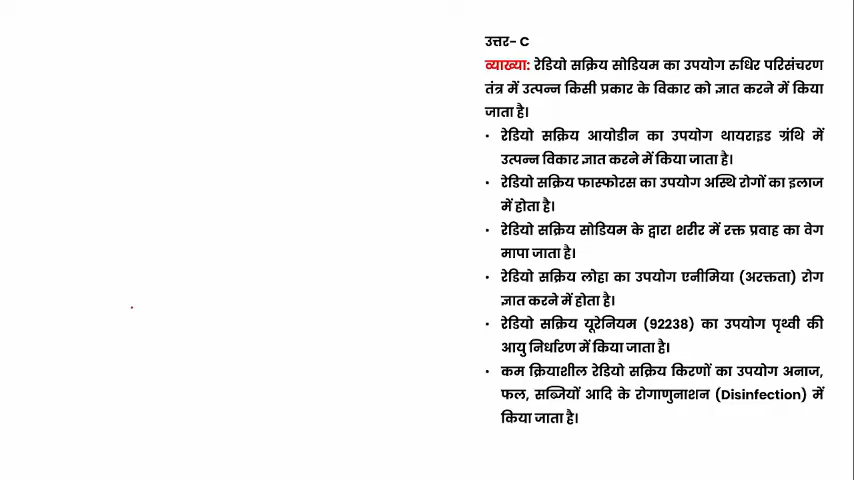 उत्तर- C
व्याख्या: रेडियो सक्रिय सोडियम का उपयोग रुधिर परिसंचरण
तंत्र में उत्पन्न किसी प्रकार के विकार को ज्ञात करने में किया
जाता है।
• रेडियो सक्रिय आयोडीन का उपयोग थायराइड ग्रंथि में
उत्पन्न विकार ज्ञात करने में किया जाता है।
• रेडियो सक्रिय फास्फोरस का उपयोग अस्थि रोगों का इलाज
में होता है।
• रेडियो सक्रिय सोडियम के द्वारा शरीर में रक्त प्रवाह का वेग
मापा जाता है।
• रेडियो सक्रिय लोहा का उपयोग एनीमिया (अरक्तता) रोग
ज्ञात करने में होता है।
• रेडियो सक्रिय यूरेनियम (92238) का उपयोग पृथ्वी की
आयु निर्धारण में किया जाता है।
• कम क्रियाशील रेडियो सक्रिय किरणों का उपयोग अनाज,
फल, सब्जियों आदि के रोगाणुनाशन (Disinfection) में
किया जाता है।